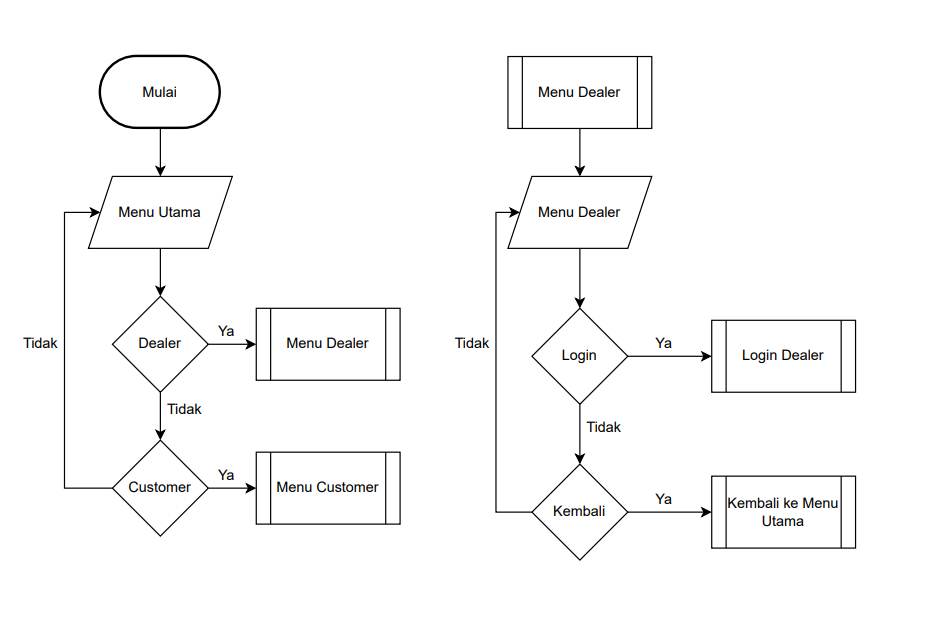 Mulai
Menu Utama
Dealer
Ya
Menu Dealer
Tidak
Tidak
Customer
Ya
Menu Customer
Menu Dealer
Menu Dealer
Login
Ya
Login Dealer
Tidak
Tidak
Kembali
Ya
Kembali ke Menu
Utama